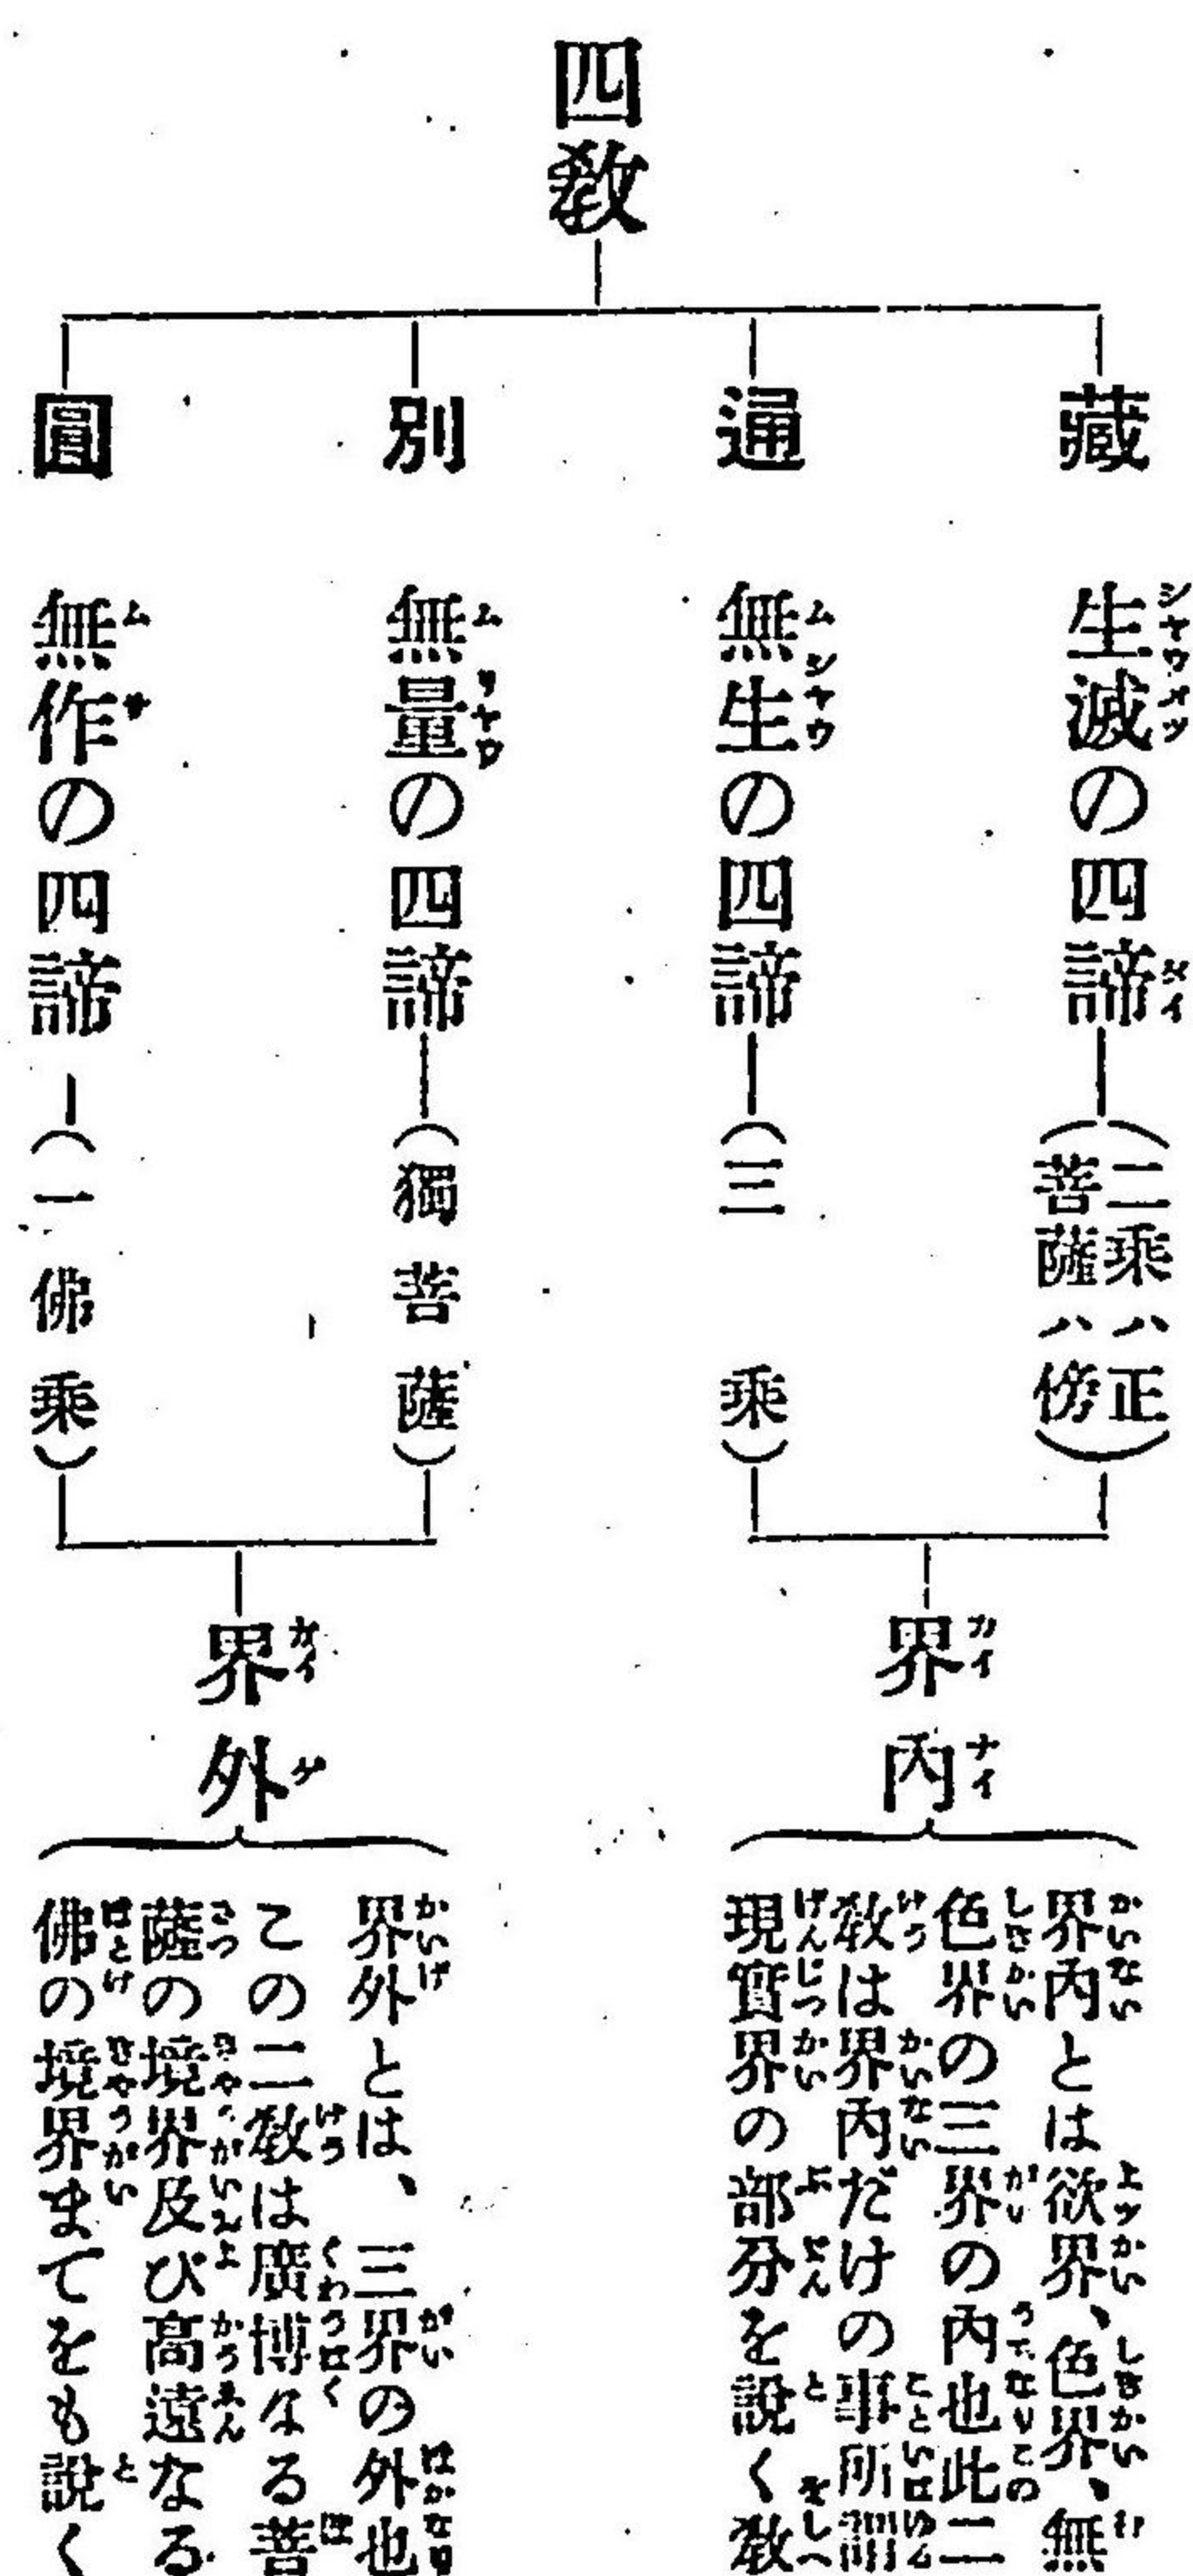 四教
藏
生滅の四諦
(二乘ハ正
菩薩ハ傍)
通
無生の四諦
(三乘)
別
無量の四諦
(獨菩薩)
圓
無作の四諦
(一佛乘)
界內
界內とは欲界、色界、無
色界の三界の內也此二
教は界內だけの事所謂
現實界の部分を說く教
界外
界外とは、三界の外也
この二教は廣博なる菩
薩の境界及び高遠なる
佛の境界まてをも說く